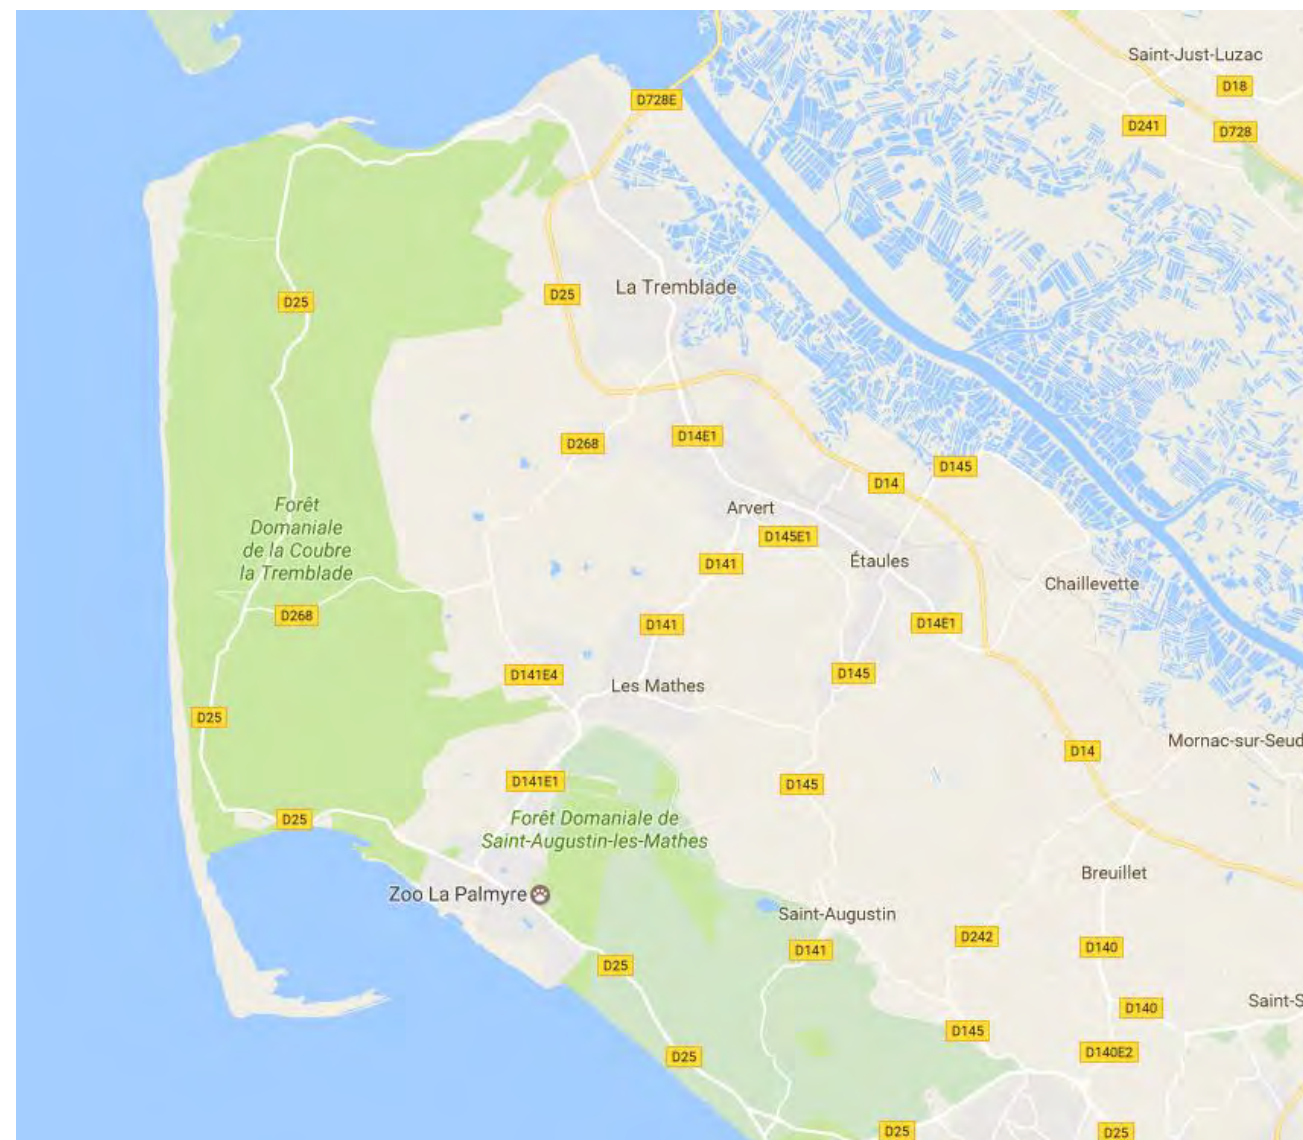 Saint-Just-Luzac
D18
D728E
D241
D728
La Tremblade
D25
D25
D268
D14E1
D145
D14
Forêt
Domaniale
de la Coubre
la Tremblade
Arvert
D145E1
D141
Étaules
Chaillevette
D268
D141
D14E1
D141E4
Les Mathes
D145
D25
Mornac-sur-Seud
D14
D141E1
D145
D25
Forêt Domaniale de
Saint-Augustin-les-Mathes
Breuillet
Zoo La Palmyre
Saint-Augustin
D242
D141
D140
D25
Saint-S
D140
D145
D140E2
D25
D25
D25